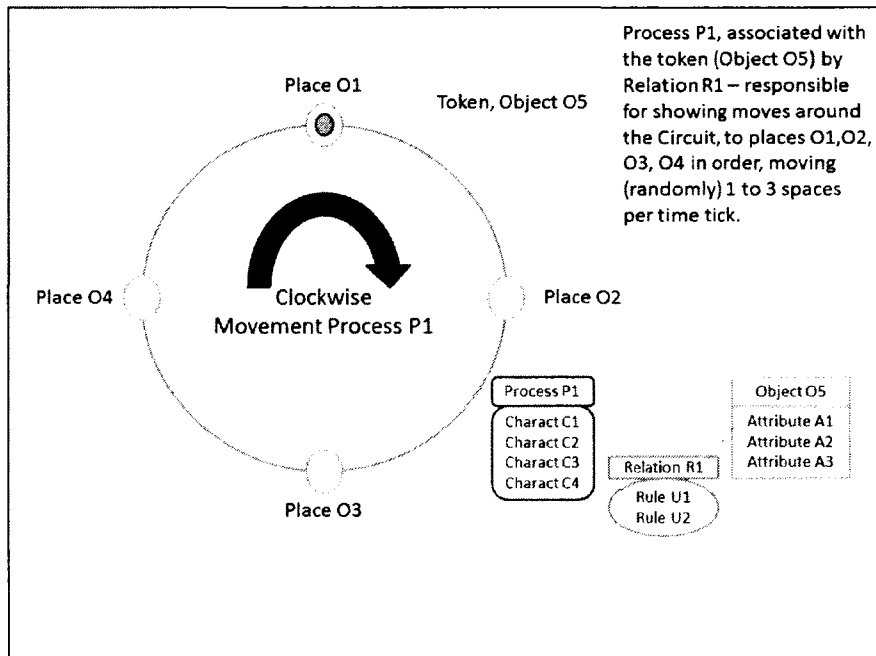 Process P1, associated with
the token (Object O5) by
Relation R1 – responsible
for showing moves around
the Circuit, to places O1,O2,
O3, O4 in order, moving
(randomly) 1 to 3 spaces
per time tick.
Place O1
Token, Object O5
Place O4
Clockwise
Movement Process P1
Place O2
Place O3
Process P1
Charact C1
Charact C2
Charact C3
Charact C4
Relation R1
Rule U1
Rule U2
Object O5
Attribute A1
Attribute A2
Attribute A3